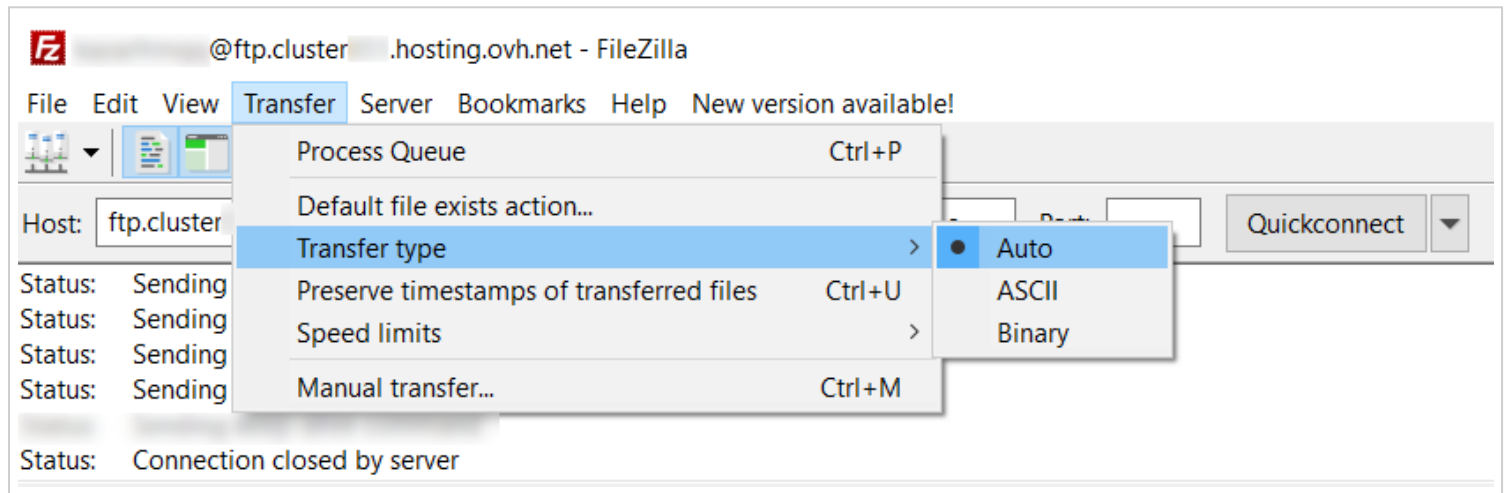 Fz @ftp.cluster .hosting.ovh.net - FileZilla
File Edit View Transfer Server Bookmarks Help New version available!
Process Queue Ctrl+P
Default file exists action...
Host: ftp.cluster Port: Quickconnect
Transfer type > Auto
Status: Sending Preserve timestamps of transferred files Ctrl+U ASCII
Status: Sending Speed limits > Binary
Status: Sending
Status: Sending Manual transfer... Ctrl+M
Status: Connection closed by server